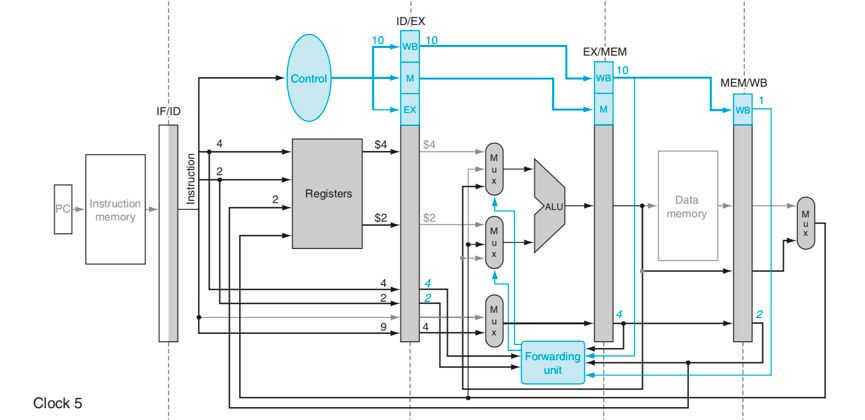 ID/EX
10
WB
10
EX/MEM
Control
M
WB
10
MEM/WB
EX
M
WB
1
IF/ID
Instruction
4
$4
$4
M
u
x
2
Registers
PC
Instruction
memory
2
ALU
Data
memory
M
u
x
$2
$2
M
u
x
4
4
2
2
M
u
x
4
2
9
4
Forwarding
unit
Clock 5